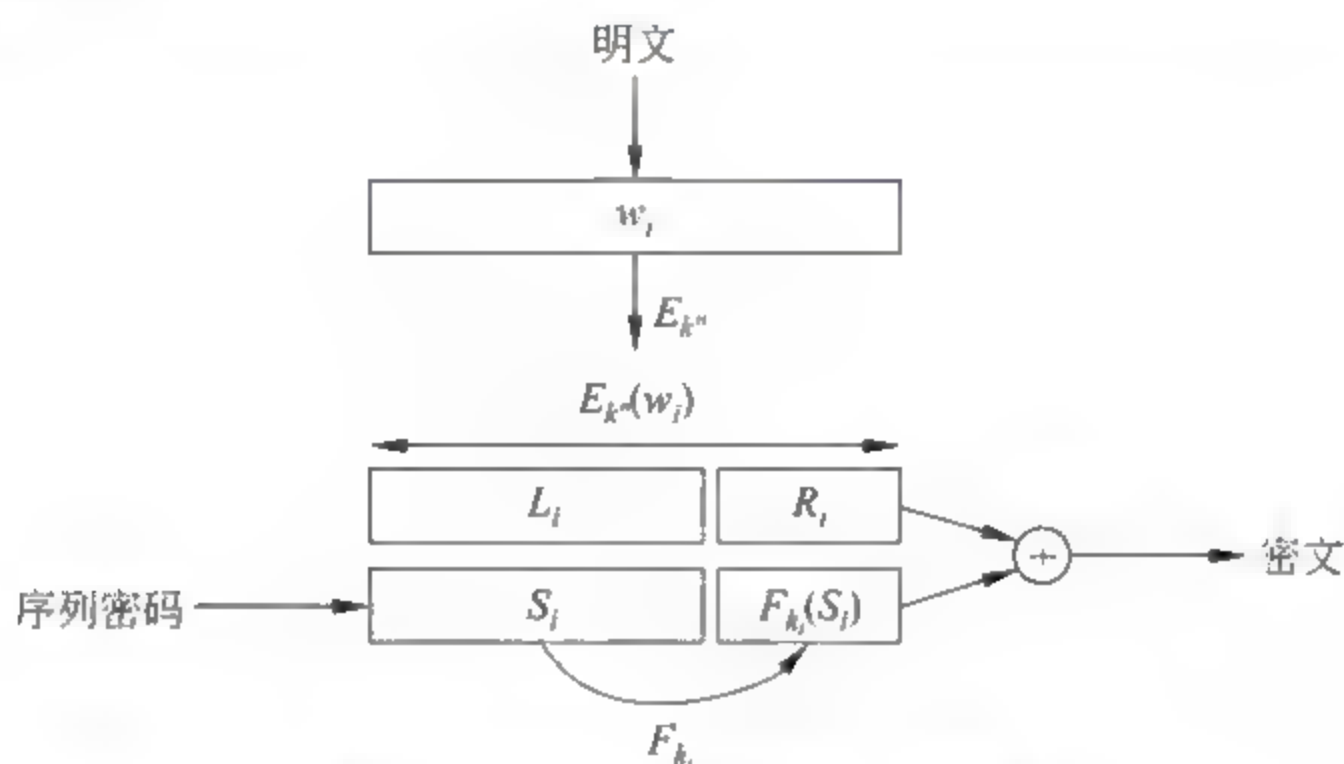 明文
w_i
E_{k''}
E_{k''}(w_i)
L_i R_i
密文
序列密码 S_i F_{k_i}(S_i)
F_{k_i}